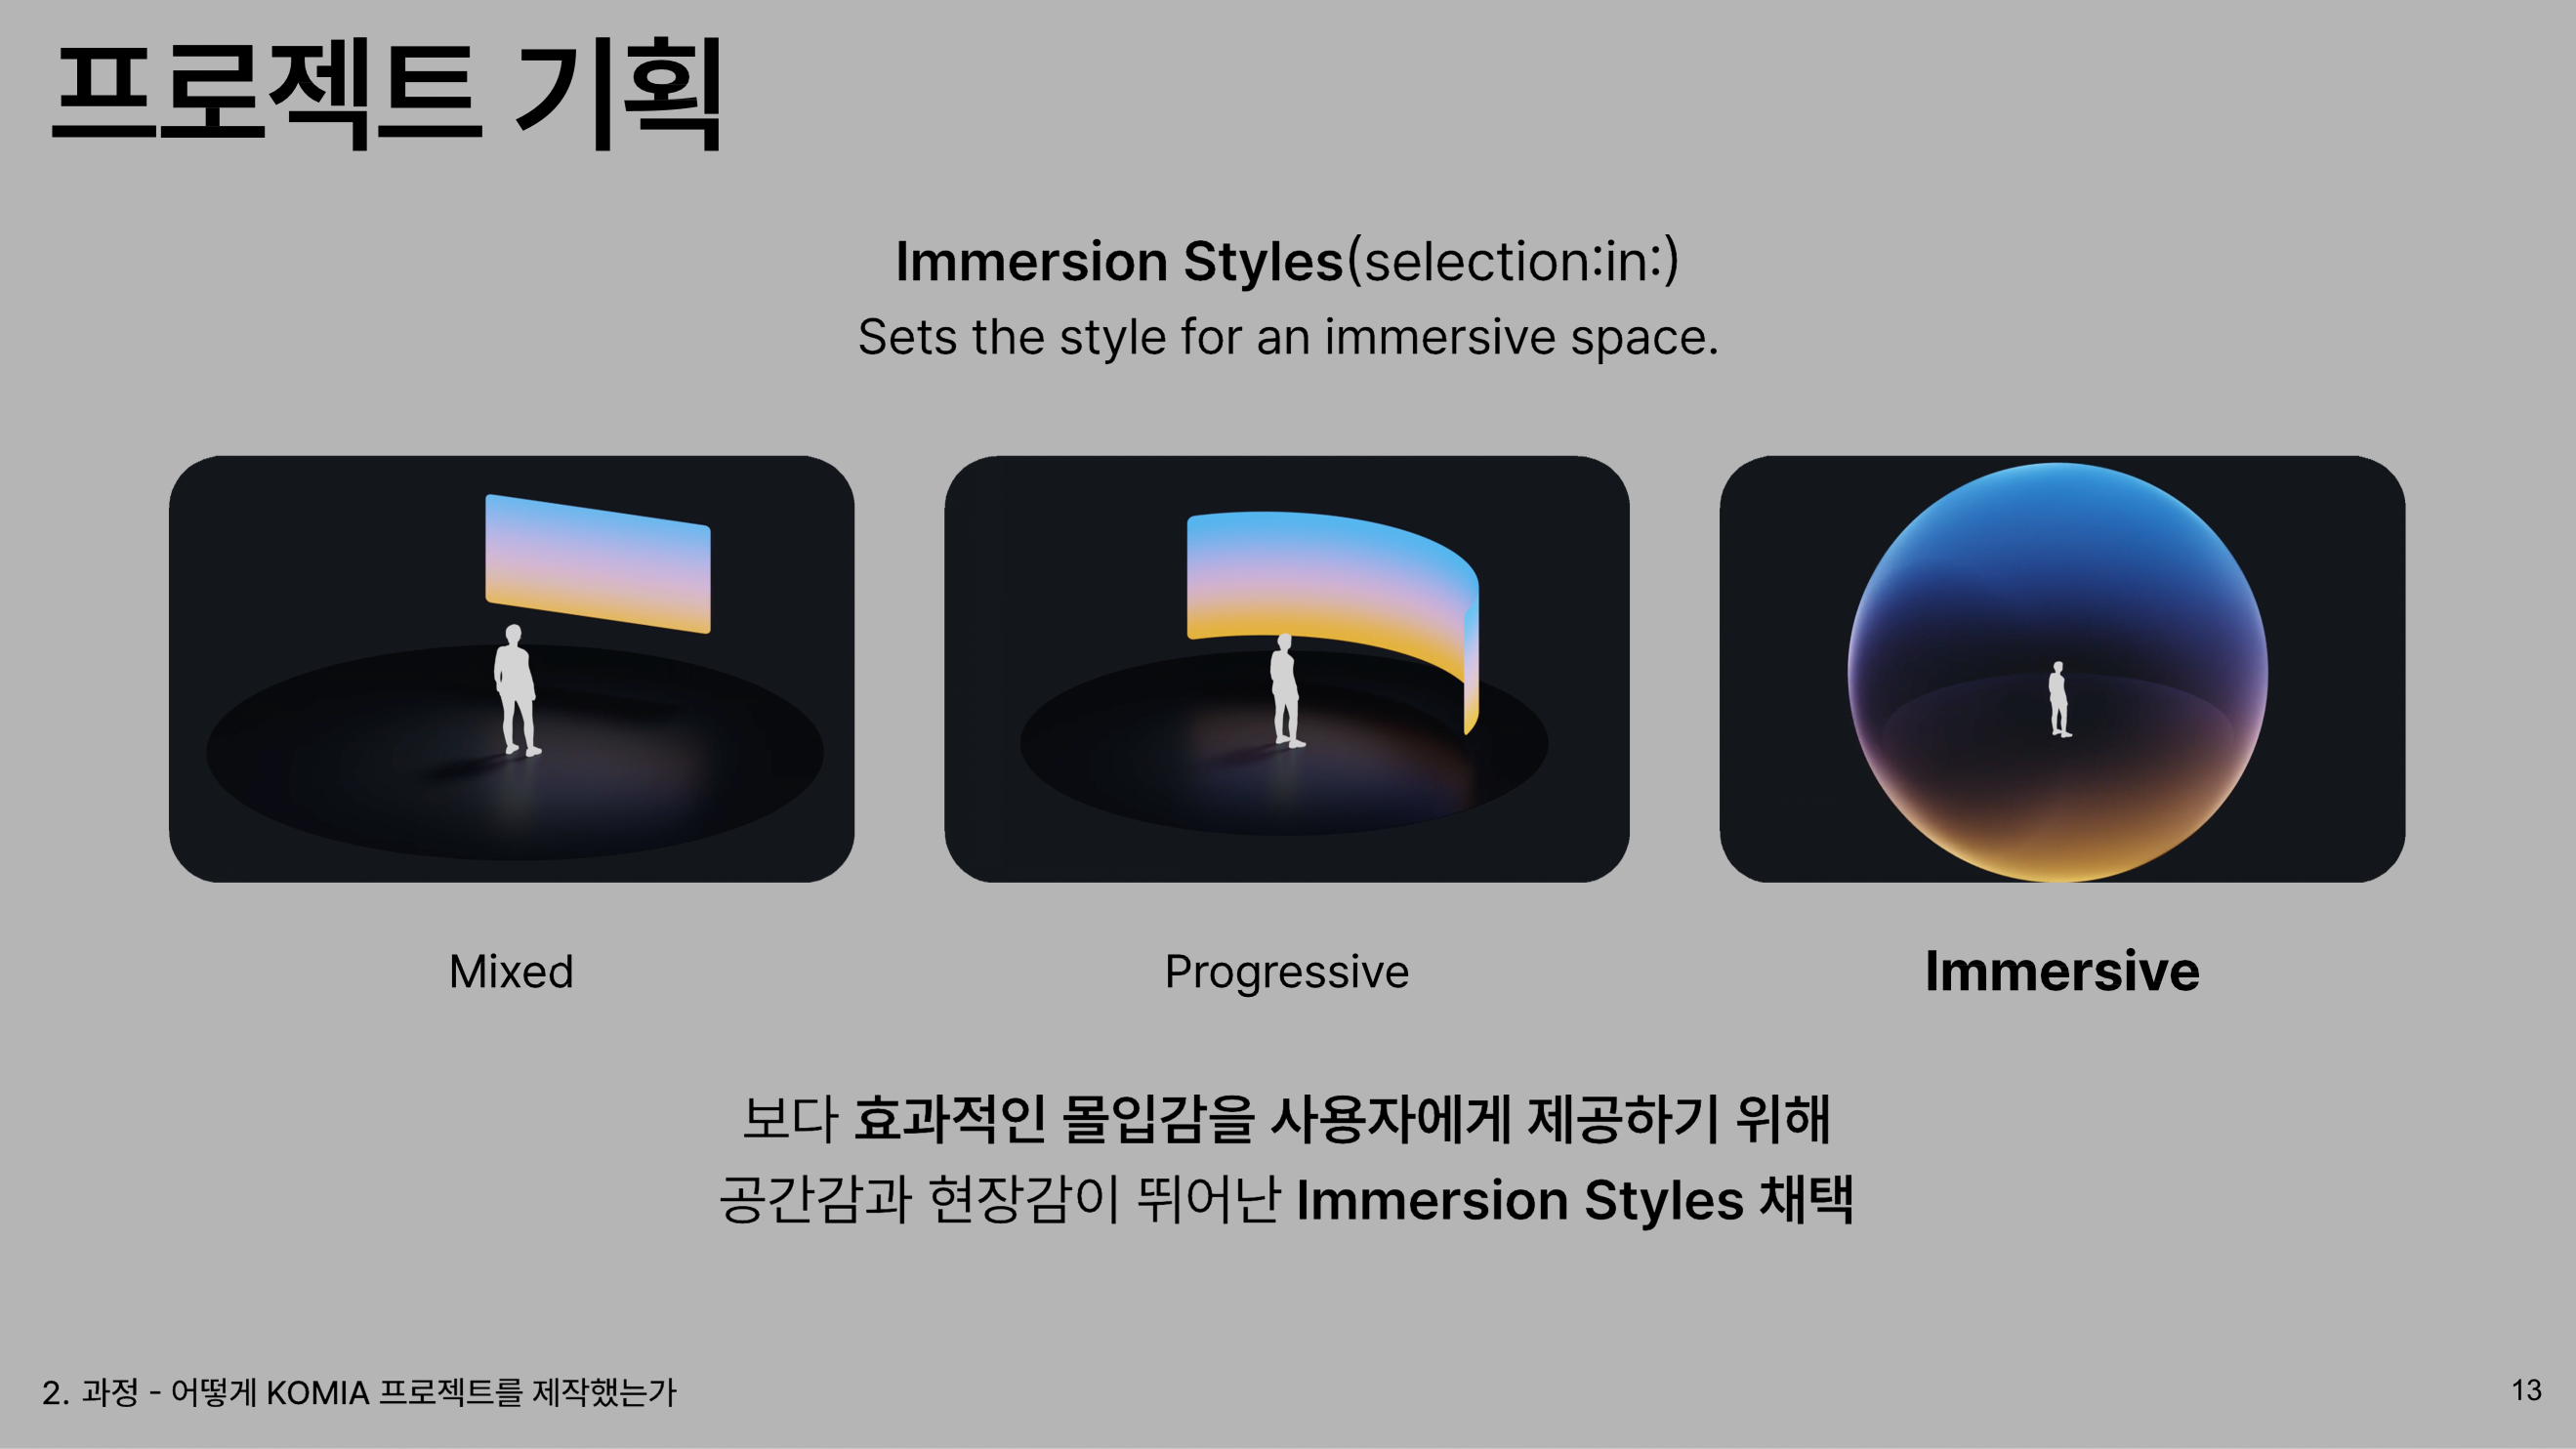 프로젝트 기획
Immersion Styles(selection:in:)
Sets the style for an immersive space.
Mixed
Progressive
Immersive
보다 효과적인 몰입감을 사용자에게 제공하기 위해
공간감과 현장감이 뛰어난 Immersion Styles 채택
2. 과정 - 어떻게 KOMIA 프로젝트를 제작했는가
13